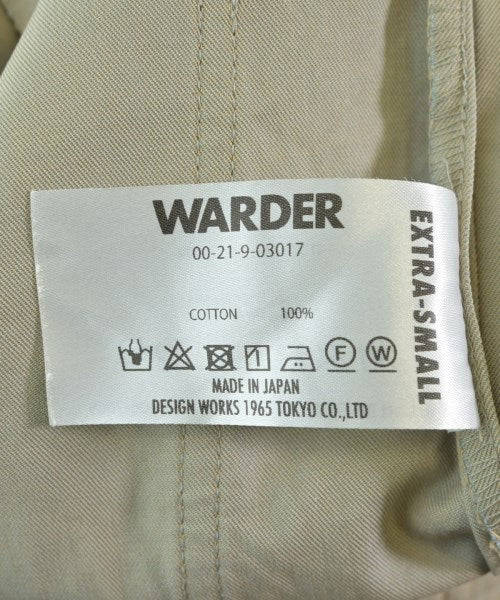 WARDER
00-21-9-03017
COTTON 100%
F W
MADE IN JAPAN
DESIGN WORKS 1965 TOKYO CO.,LTD
EXTRA-SMALL